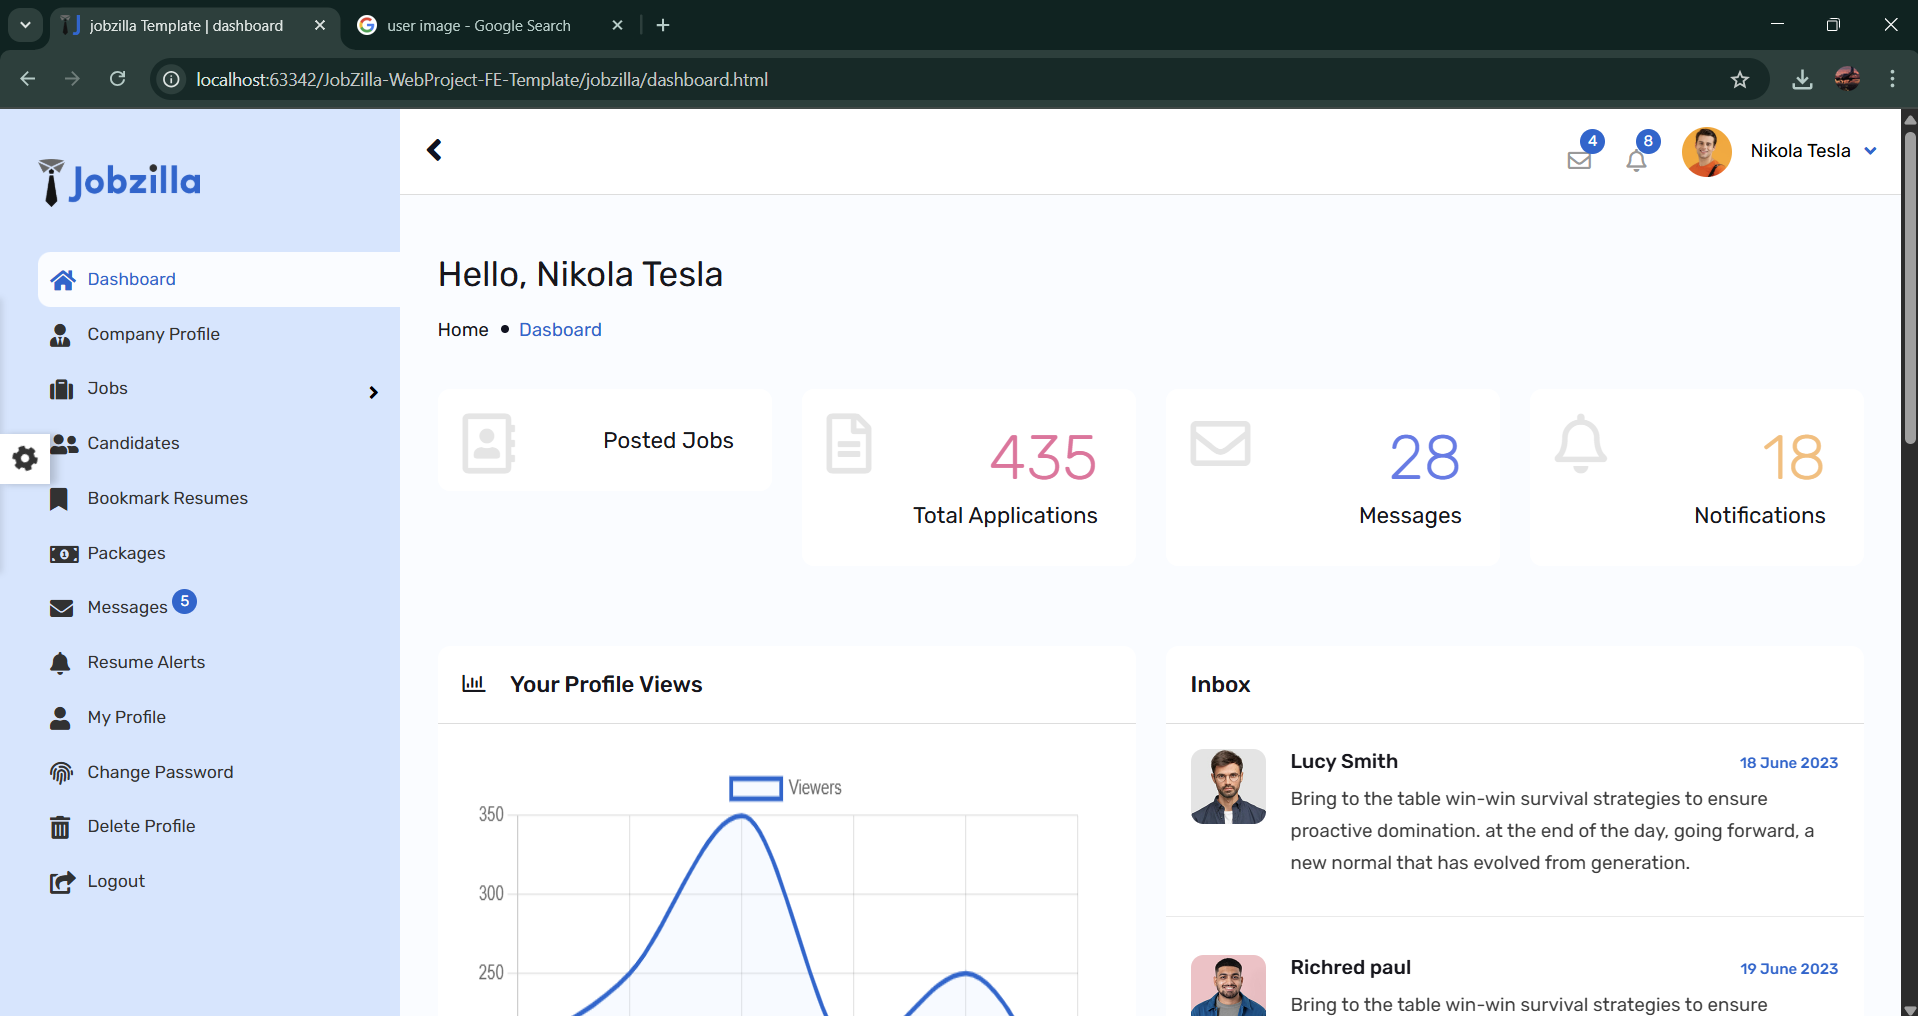 jobzilla Template | dashboard
user image - Google Search
localhost:63342/JobZilla-WebProject-FE-Template/jobzilla/dashboard.html
Jobzilla
4
8
Nikola Tesla
Dashboard
Company Profile
Jobs
Candidates
Bookmark Resumes
Packages
Messages 5
Resume Alerts
My Profile
Change Password
Delete Profile
Logout
Hello, Nikola Tesla
Home • Dasboard
Posted Jobs
435
Total Applications
28
Messages
18
Notifications
Your Profile Views
Viewers
350
300
250
Inbox
Lucy Smith
18 June 2023
Bring to the table win-win survival strategies to ensure
proactive domination. at the end of the day, going forward, a
new normal that has evolved from generation.
Richred paul
19 June 2023
Bring to the table win-win survival strategies to ensure